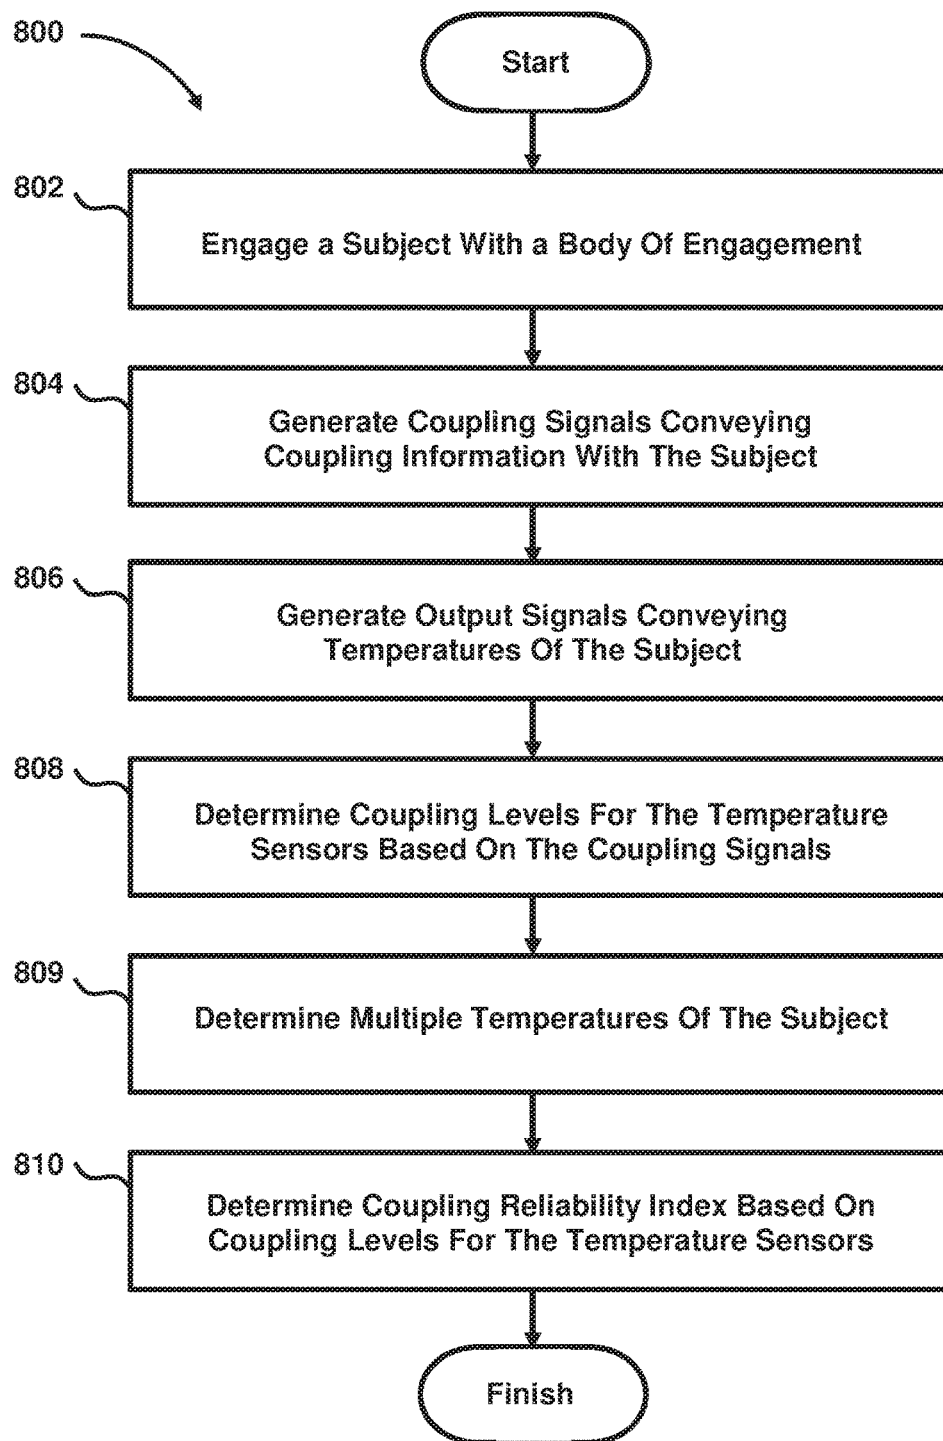 800
Start
802
Engage a Subject With a Body Of Engagement
804
Generate Coupling Signals Conveying
Coupling Information With The Subject
806
Generate Output Signals Conveying
Temperatures Of The Subject
808
Determine Coupling Levels For The Temperature
Sensors Based On The Coupling Signals
809
Determine Multiple Temperatures Of The Subject
810
Determine Coupling Reliability Index Based On
Coupling Levels For The Temperature Sensors
Finish